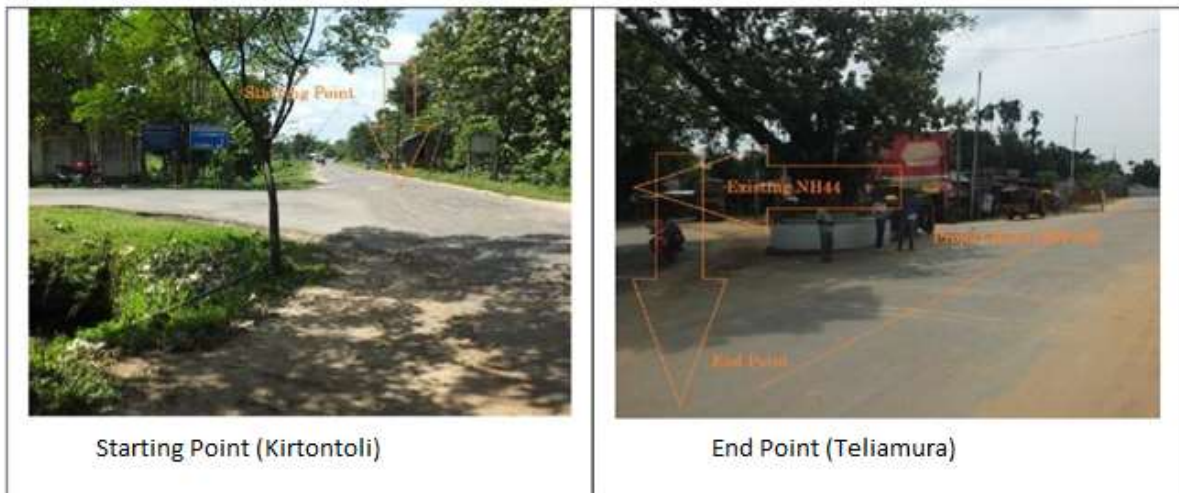 Starting Point
Existing NH44
End Point
Starting Point (Kirtontoli)
End Point (Teliamura)